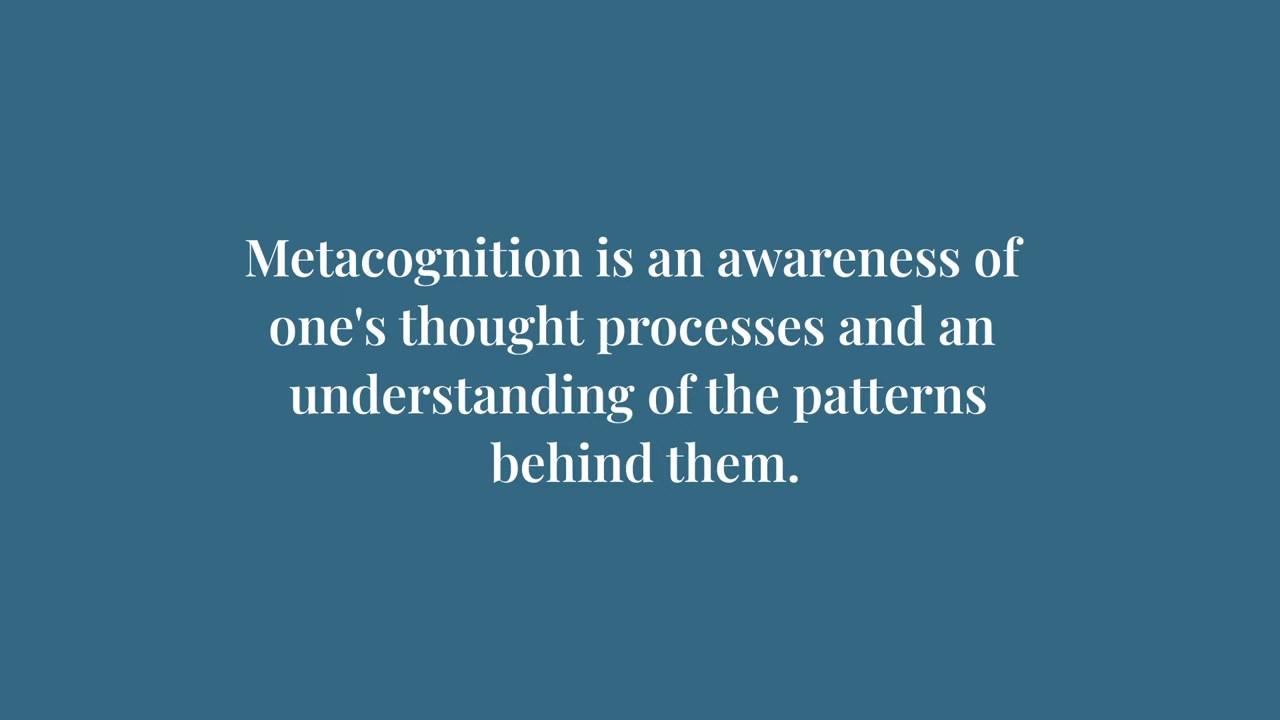 Metacognition is an awareness of
one's thought processes and an
understanding of the patterns
behind them.